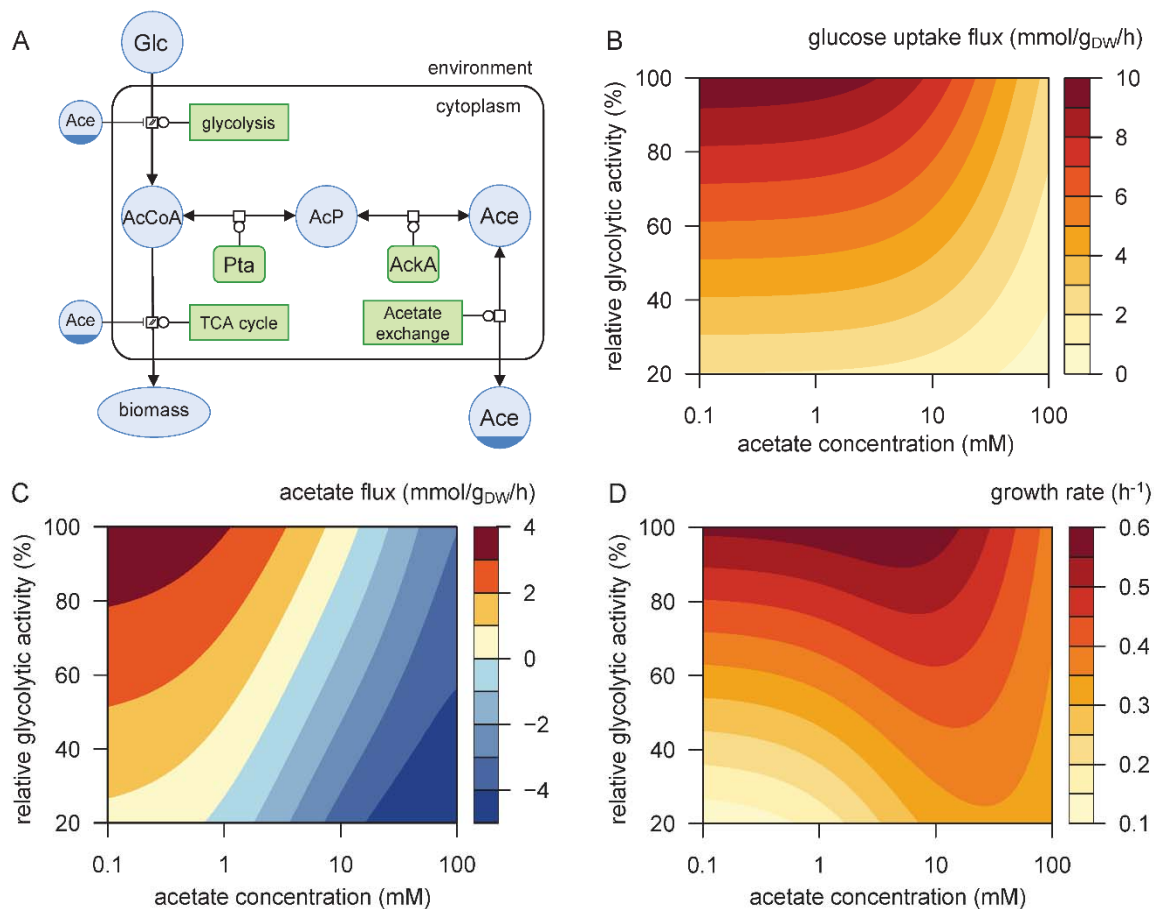 A
Glc
environment
cytoplasm
Ace
glycolysis
AcCoA
AcP
Ace
Pta
AckA
Ace
TCA cycle
Acetate
exchange
biomass
Ace
B
glucose uptake flux (mmol/gDW/h)
relative glycolytic activity (%)
100
80
60
40
20
0.1
1
10
100
acetate concentration (mM)
10
8
6
4
2
0
C
acetate flux (mmol/gDW/h)
relative glycolytic activity (%)
100
80
60
40
20
0.1
1
10
100
acetate concentration (mM)
4
2
0
−2
−4
D
growth rate (h⁻¹)
relative glycolytic activity (%)
100
80
60
40
20
0.1
1
10
100
acetate concentration (mM)
0.6
0.5
0.4
0.3
0.2
0.1